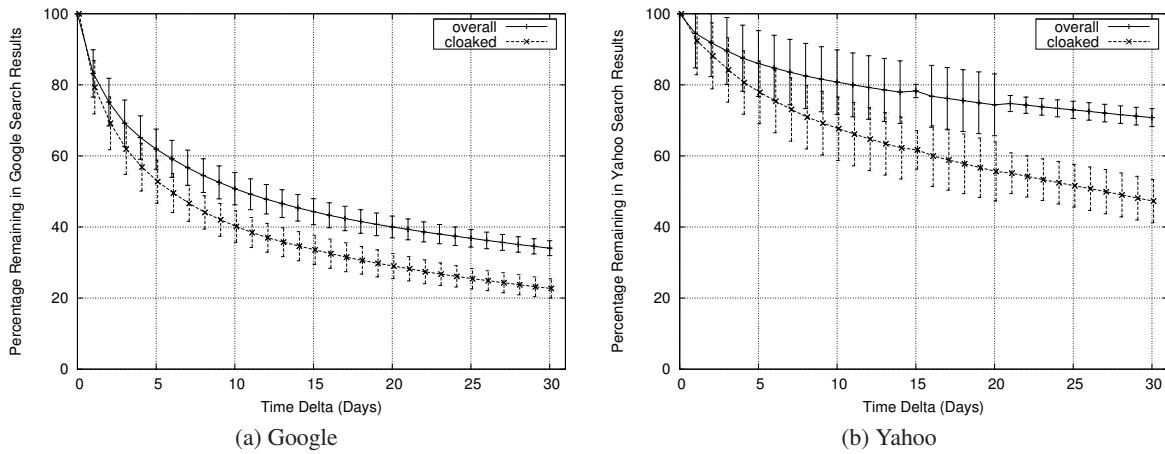 Percentage Remaining in Google Search Results
100
80
60
40
20
0
overall
cloaked
0 5 10 15 20 25 30
Time Delta (Days)
(a) Google
Percentage Remaining in Yahoo Search Results
100
80
60
40
20
0
overall
cloaked
0 5 10 15 20 25 30
Time Delta (Days)
(b) Yahoo